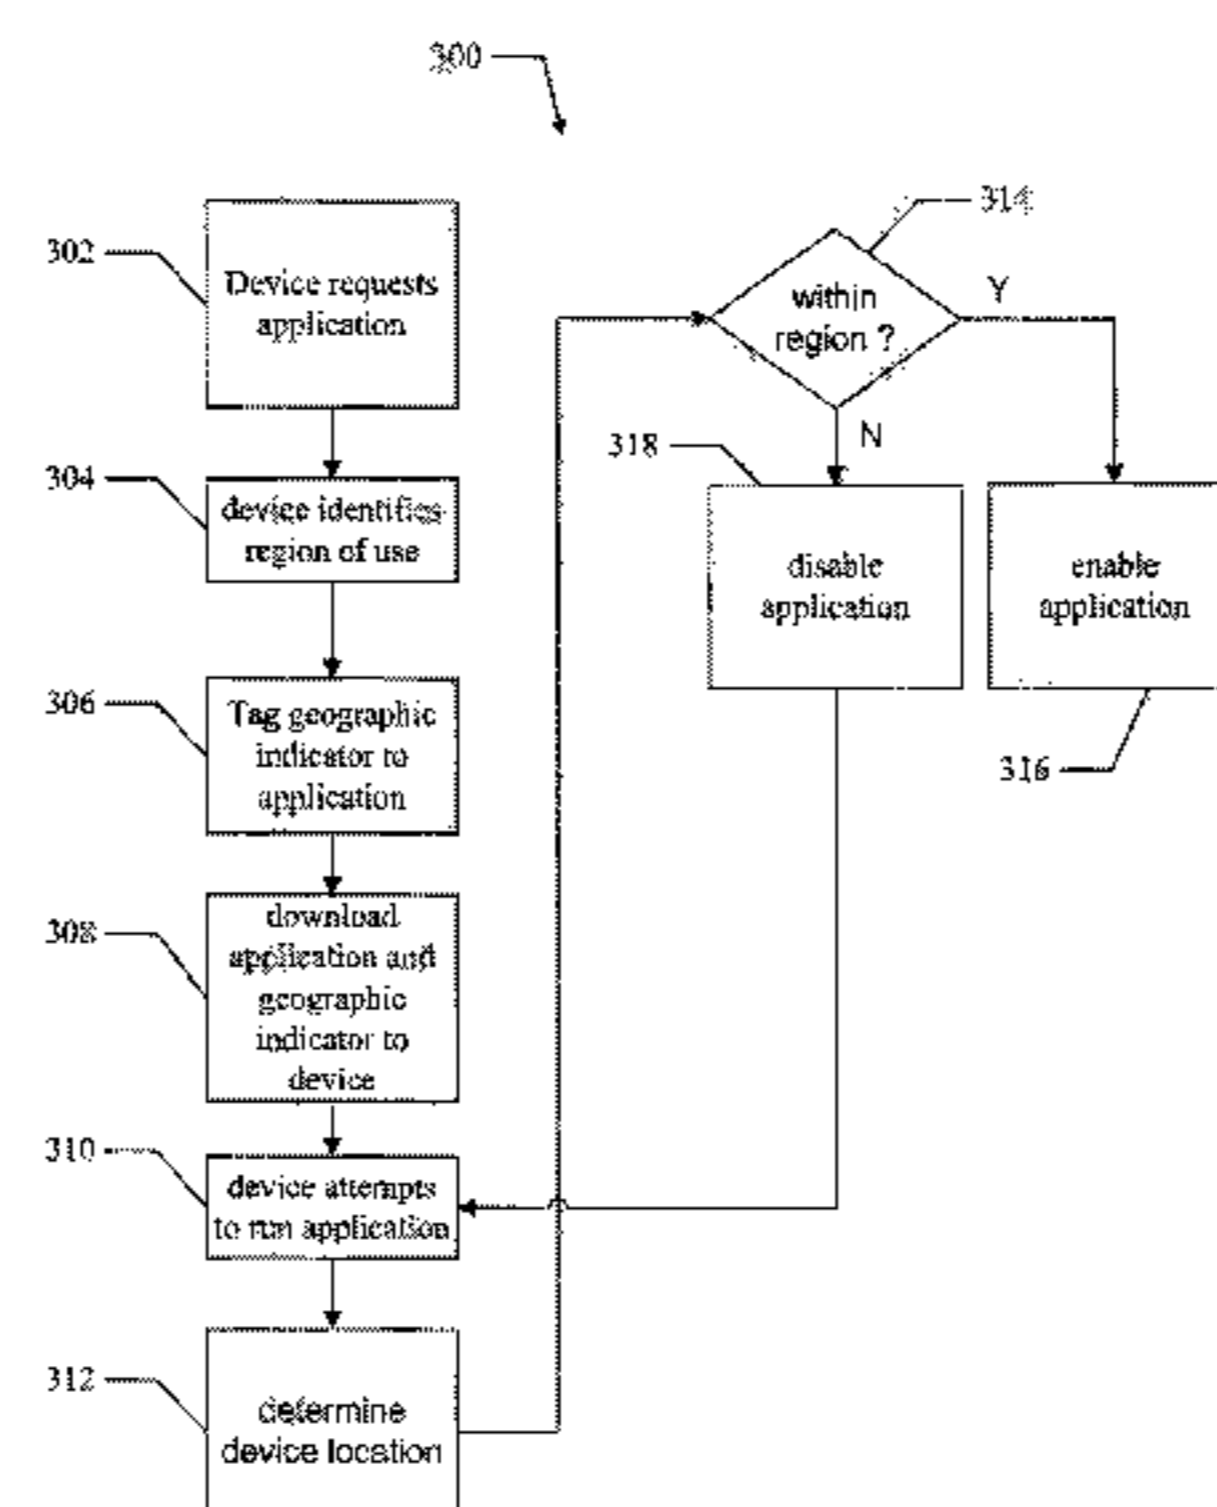 300
302
Device requests
application
304
device identifies
region of use
306
Tag geographic
indicator to
application
308
download
application and
geographic
indicator to
device
310
device attempts
to run application
312
determine
device location
314
within
region ?
Y
N
318
disable
application
enable
application
316